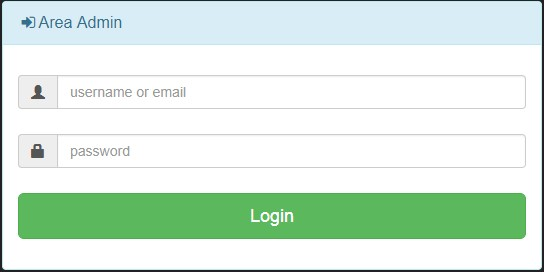 Area Admin
username or email
password
Login